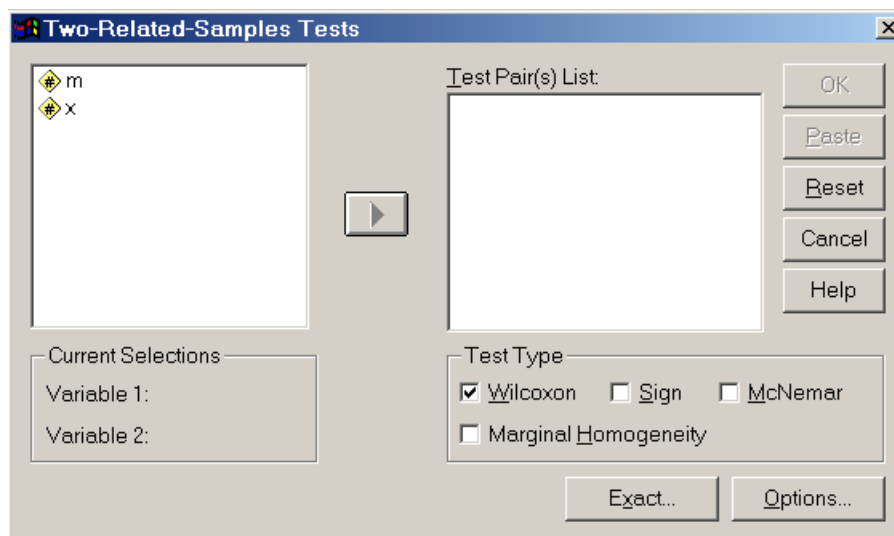 Two-Related-Samples Tests
m
x
Test Pair(s) List:
OK
Paste
Reset
Cancel
Help
Current Selections
Variable 1:
Variable 2:
Test Type
Wilcoxon Sign McNemar
Marginal Homogeneity
Exact... Options...